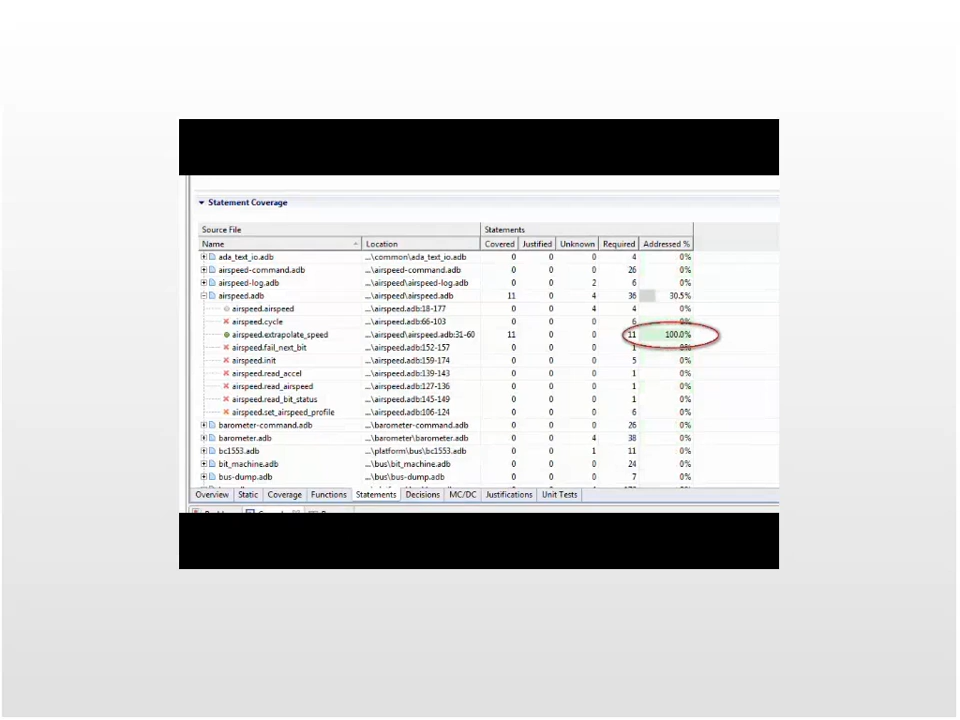 Statement Coverage
Source File Statements
Name Location Covered Justified Unknown Required Addressed %
ada_text_io.adb ...\common\ada_text_io.adb 0 0 0 4 0%
airspeed-command.adb ...\airspeed-command.adb 0 0 0 26 0%
airspeed-log.adb ...\airspeed\airspeed-log.adb 0 0 2 6 0%
airspeed.adb ...\airspeed\airspeed.adb 11 0 4 36 30.5%
airspeed.airspeed ...\airspeed.adb:18-177 0 0 4 4 0%
airspeed.cycle ...\airspeed.adb:66-103 0 0 0 6 0%
airspeed.extrapolate_speed ...\airspeed\airspeed.adb:31-60 11 0 0 11 100.0%
airspeed.fail_next_bit ...\airspeed.adb:152-157 0 0 0 1 0%
airspeed.init ...\airspeed.adb:159-174 0 0 0 5 0%
airspeed.read_accel ...\airspeed.adb:139-143 0 0 0 1 0%
airspeed.read_airspeed ...\airspeed.adb:127-136 0 0 0 1 0%
airspeed.read_bit_status ...\airspeed.adb:145-149 0 0 0 1 0%
airspeed.set_airspeed_profile ...\airspeed.adb:106-124 0 0 0 6 0%
barometer-command.adb ...\barometer-command.adb 0 0 0 26 0%
barometer.adb ...\barometer\barometer.adb 0 0 4 38 0%
bc1553.adb ...\platform\bus\bc1553.adb 0 0 1 11 0%
bit_machine.adb ...\bus\bit_machine.adb 0 0 0 24 0%
bus-dump.adb ...\bus\bus-dump.adb 0 0 0 7 0%
Overview Static Coverage Functions Statements Decisions MC/DC Justifications Unit Tests